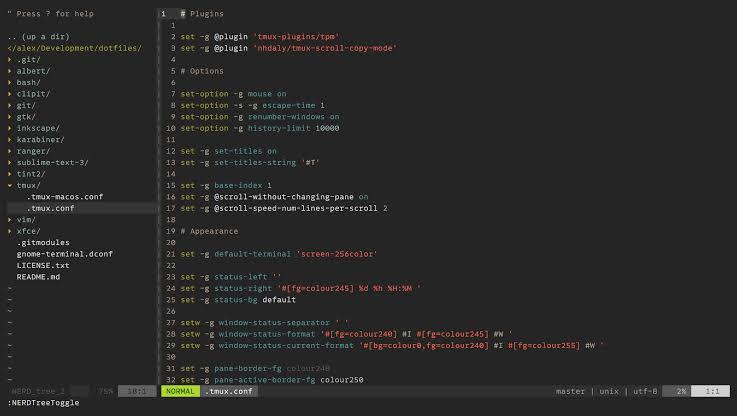 " Press ? for help
.. (up a dir)
</alex/Development/dotfiles/
▸ .git/
▸ albert/
▸ bash/
▸ clipit/
▸ git/
▸ gtk/
▸ inkscape/
▸ karabiner/
▸ ranger/
▸ sublime-text-3/
▸ tint2/
▾ tmux/
.tmux-macos.conf
.tmux.conf
▸ vim/
▸ xfce/
.gitmodules
gnome-terminal.dconf
LICENSE.txt
README.md
~
~
~
~
~
~
~
~
~
NERD_tree_2 75% 18:1
1 # Plugins
1
2 set -g @plugin 'tmux-plugins/tpm'
3 set -g @plugin 'nhdaly/tmux-scroll-copy-mode'
4
5 # Options
6
7 set-option -g mouse on
8 set-option -s -g escape-time 1
9 set-option -g renumber-windows on
10 set-option -g history-limit 10000
11
12 set -g set-titles on
13 set -g set-titles-string '#T'
14
15 set -g base-index 1
16 set -g @scroll-without-changing-pane on
17 set -g @scroll-speed-num-lines-per-scroll 2
18
19 # Appearance
20
21 set -g default-terminal 'screen-256color'
22
23 set -g status-left ''
24 set -g status-right '#[fg=colour245] %d %h %H:%M '
25 set -g status-bg default
26
27 setw -g window-status-separator ' '
28 setw -g window-status-format '#[fg=colour240] #I #[fg=colour245] #W '
29 setw -g window-status-current-format '#[bg=colour0,fg=colour240] #I #[fg=colour255] #W '
30
31 set -g pane-border-fg colour240
32 set -g pane-active-border-fg colour250
NORMAL .tmux.conf master | unix | utf-8 2% 1:1
:NERDTreeToggle